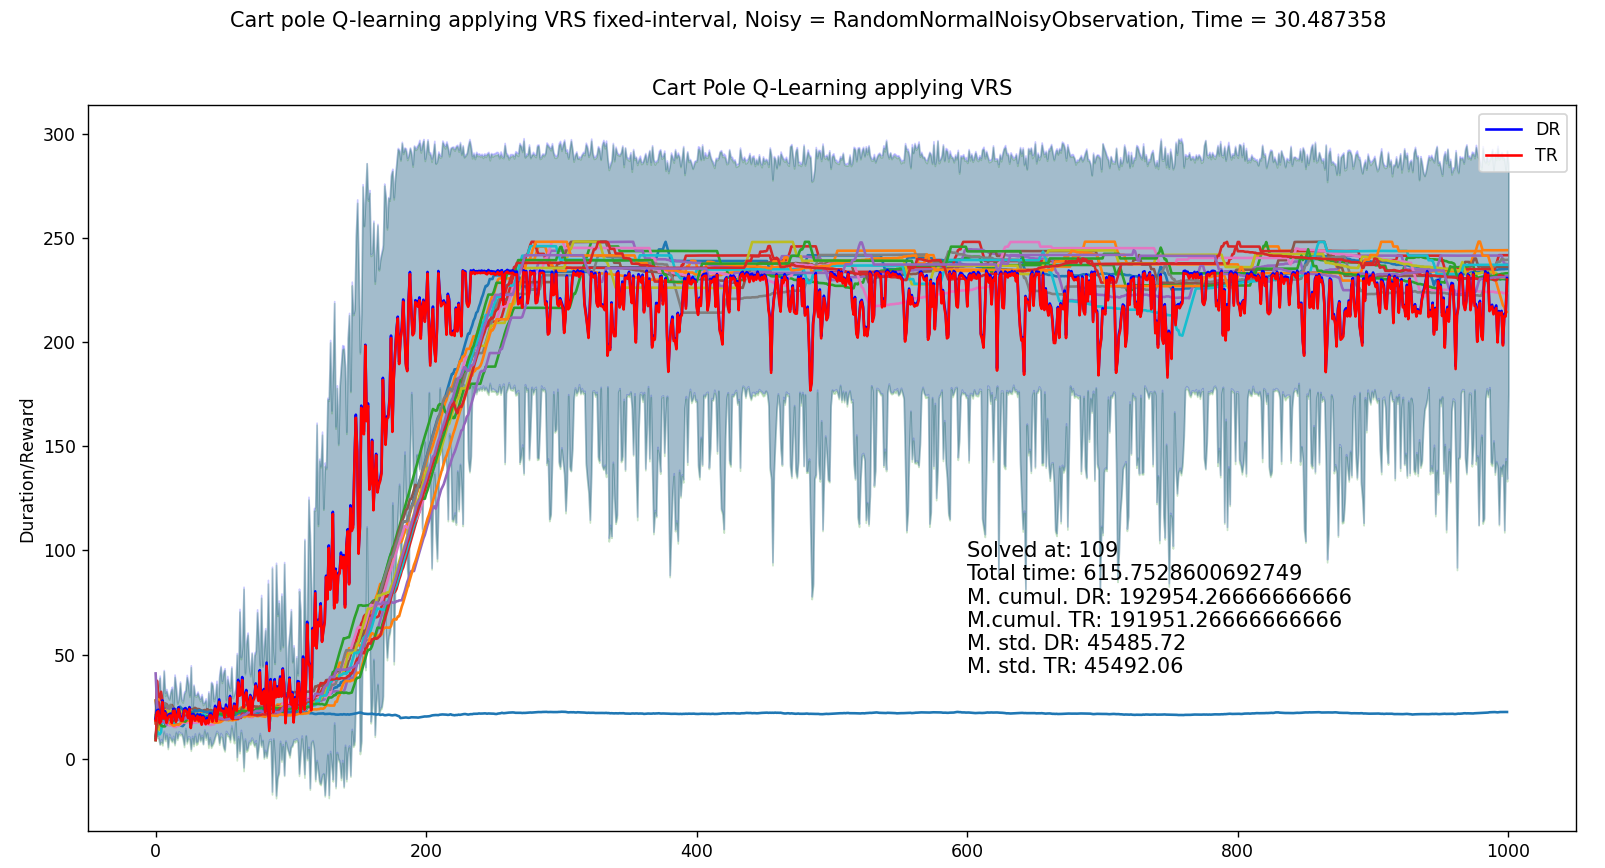 Cart pole Q-learning applying VRS fixed-interval, Noisy = RandomNormalNoisyObservation, Time = 30.487358
Cart Pole Q-Learning applying VRS
DR
TR
300
250
200
150
100
50
0
Duration/Reward
Solved at: 109
Total time: 615.7528600692749
M. cumul. DR: 192954.26666666666
M.cumul. TR: 191951.26666666666
M. std. DR: 45485.72
M. std. TR: 45492.06
0 200 400 600 800 1000